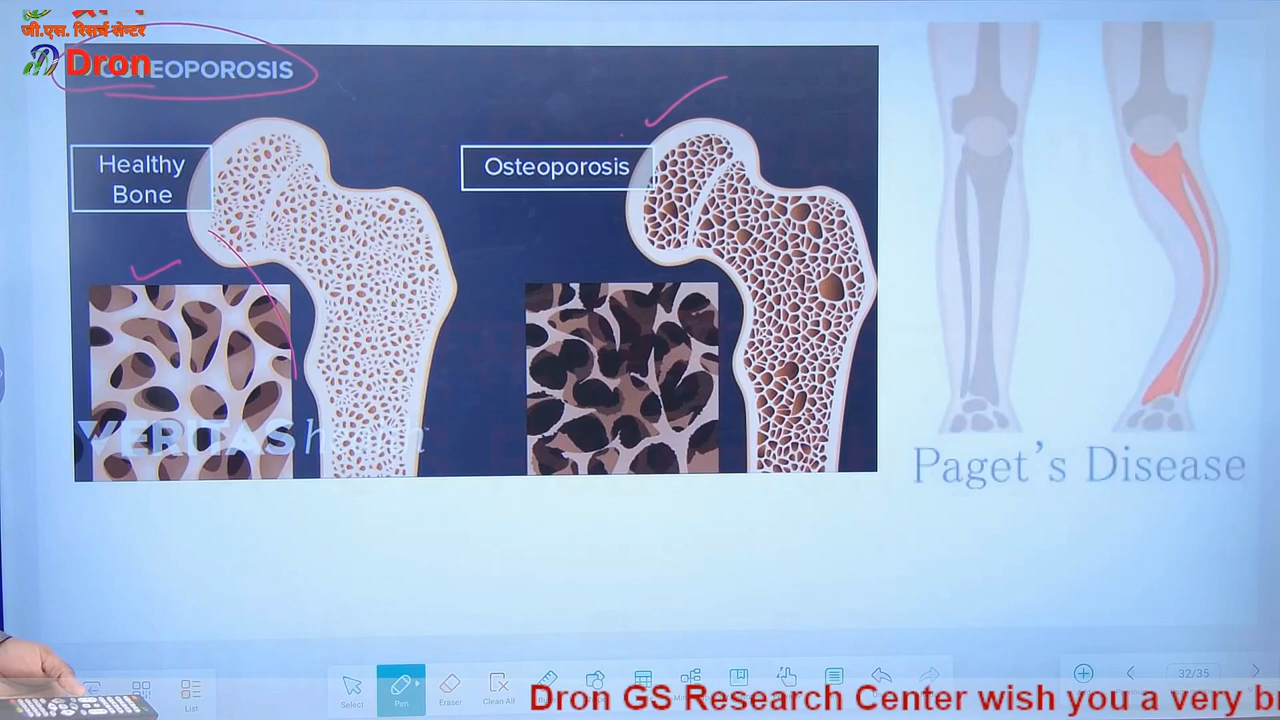 जी.एस. रिसर्च सेन्टर
Dron
OSTEOPOROSIS
Healthy
Bone
Osteoporosis
VERITAS health
Paget's Disease
List
Select
Pen
Eraser
Clean All
32/35
Dron GS Research Center wish you a very b